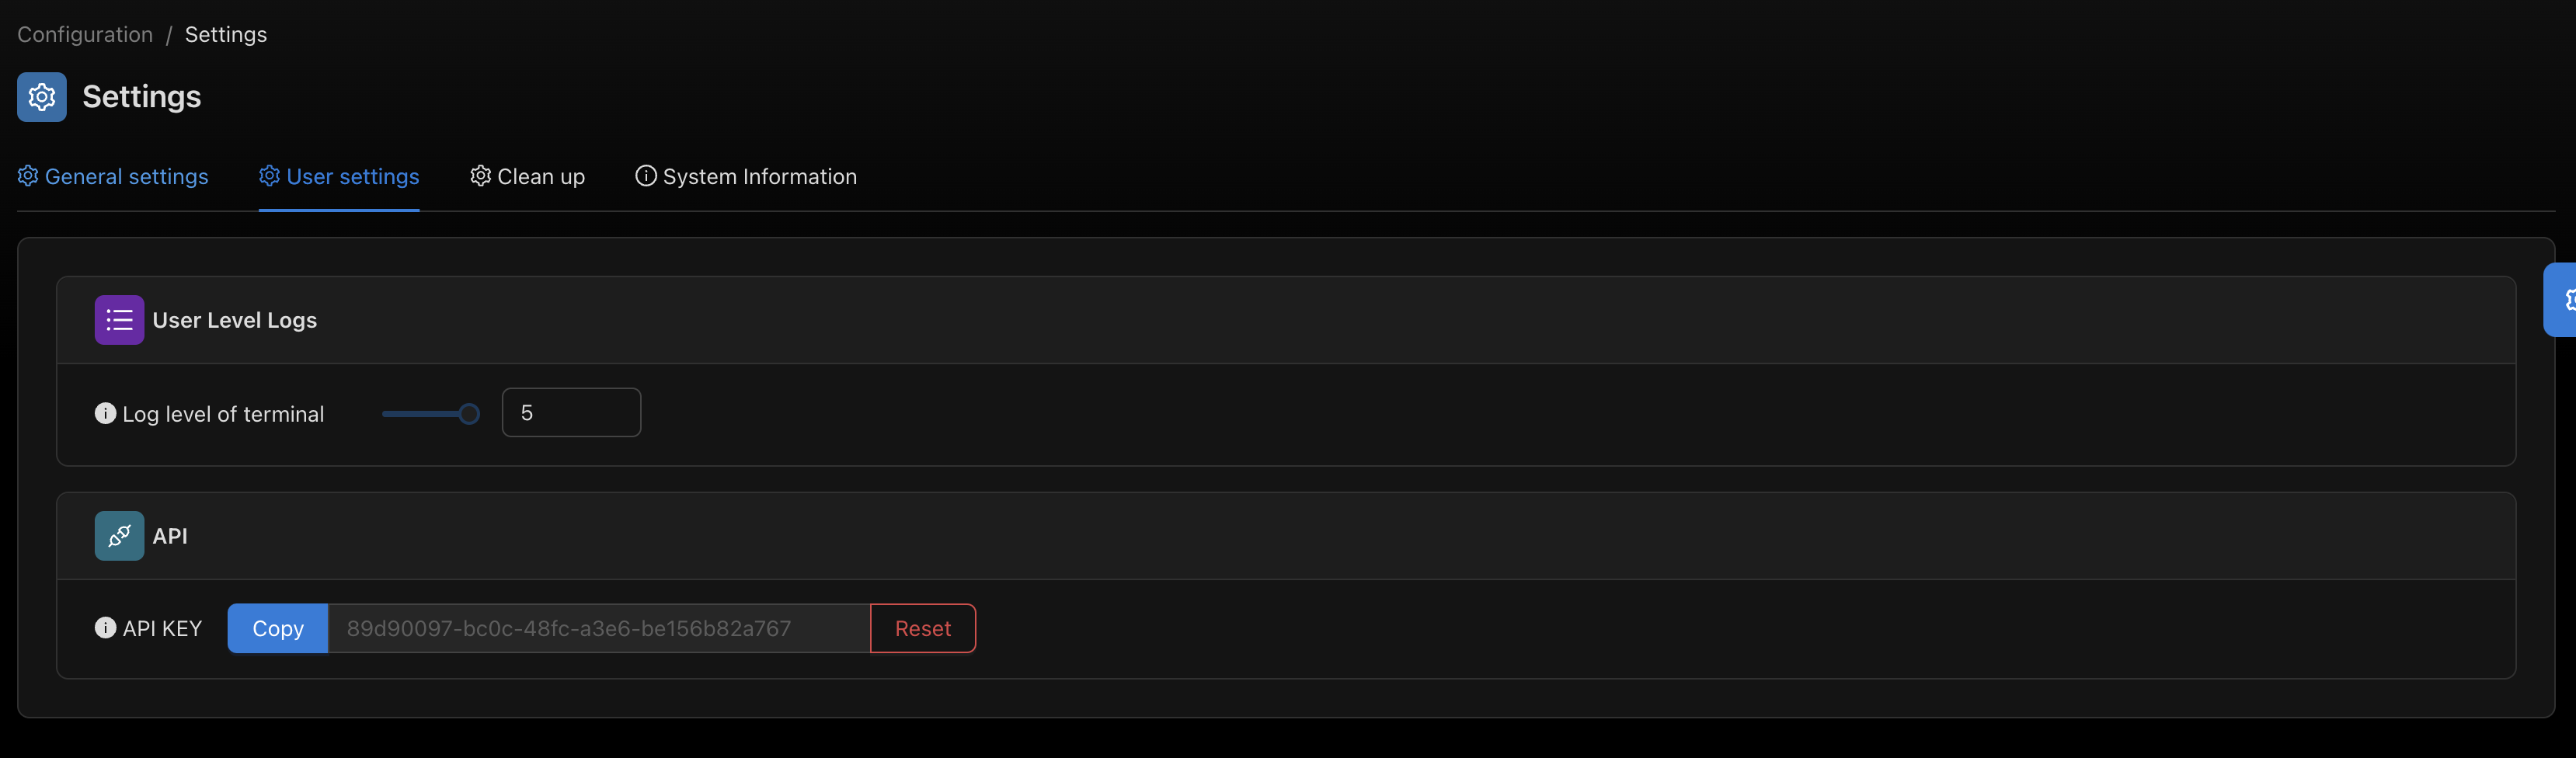 Configuration / Settings
Settings
General settings
User settings
Clean up
System Information
User Level Logs
Log level of terminal
5
API
API KEY
Copy
89d90097-bc0c-48fc-a3e6-be156b82a767
Reset